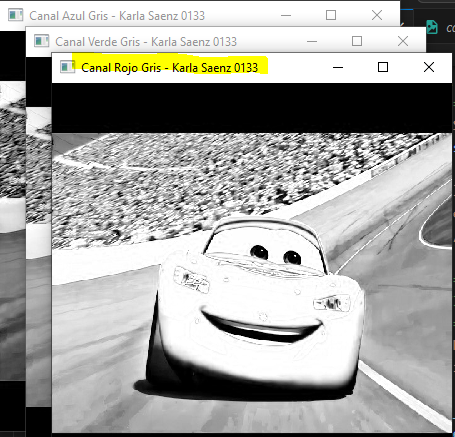 Canal Azul Gris - Karla Saenz 0133
Canal Verde Gris - Karla Saenz 0133
Canal Rojo Gris - Karla Saenz 0133